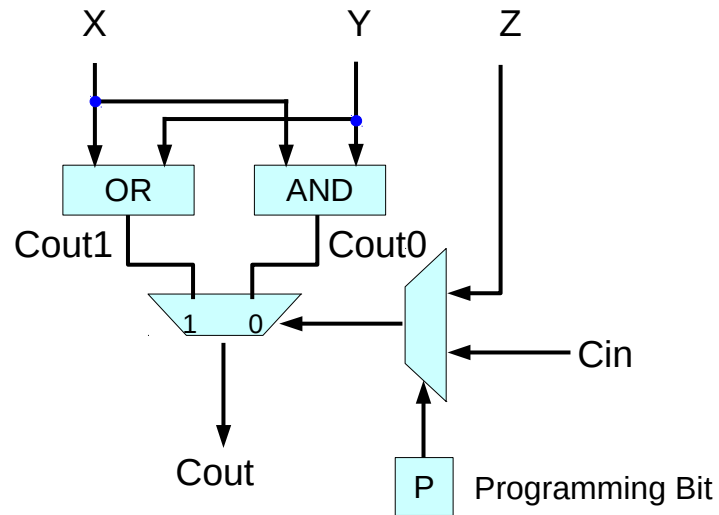 X Y Z
OR AND
Cout1 Cout0
1 0
Cin
Cout
P Programming Bit